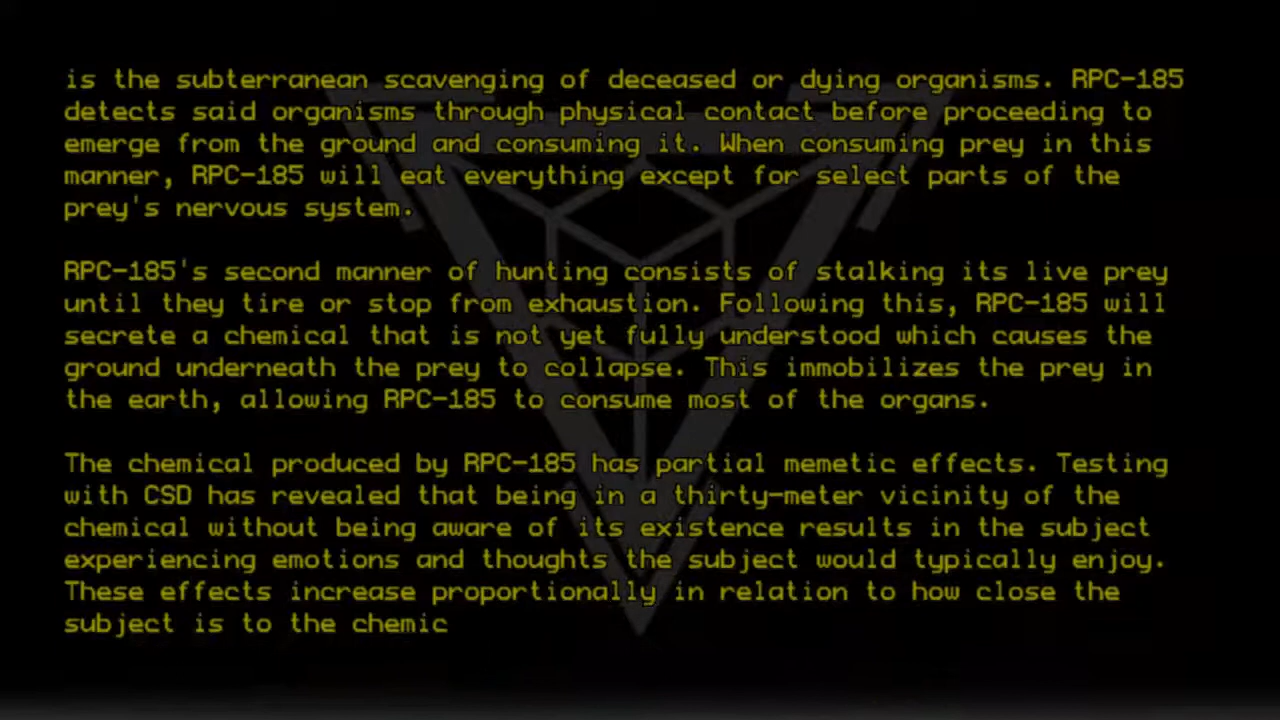 is the subterranean scavenging of deceased or dying organisms. RPC-185
detects said organisms through physical contact before proceeding to
emerge from the ground and consuming it. When consuming prey in this
manner, RPC-185 will eat everything except for select parts of the
prey's nervous system.
RPC-185's second manner of hunting consists of stalking its live prey
until they tire or stop from exhaustion. Following this, RPC-185 will
secrete a chemical that is not yet fully understood which causes the
ground underneath the prey to collapse. This immobilizes the prey in
the earth, allowing RPC-185 to consume most of the organs.
The chemical produced by RPC-185 has partial memetic effects. Testing
with CSD has revealed that being in a thirty-meter vicinity of the
chemical without being aware of its existence results in the subject
experiencing emotions and thoughts the subject would typically enjoy.
These effects increase proportionally in relation to how close the
subject is to the chemic